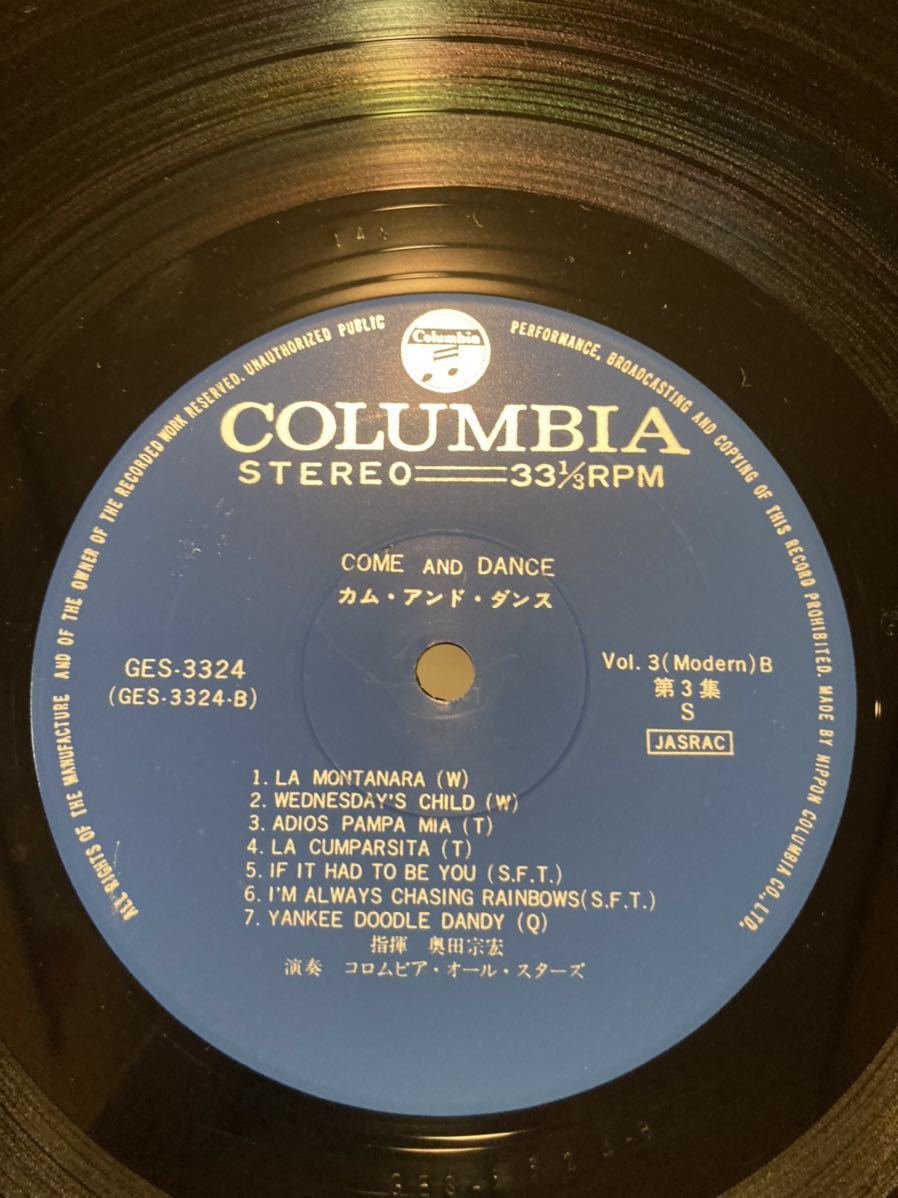 ALL RIGHTS OF THE MANUFACTURE AND OF THE OWNER OF THE RECORDED WORK RESERVED. UNAUTHORIZED PUBLIC PERFORMANCE, BROADCASTING AND COPYING OF THIS RECORD PROHIBITED. MADE BY NIPPON COLUMBIA CO., LTD.
Columbia
COLUMBIA
STEREO 33⅓RPM
COME AND DANCE
カム・アンド・ダンス
GES-3324
(GES-3324-B)
Vol. 3(Modern)B
第3集
S
JASRAC
1. LA MONTANARA (W)
2. WEDNESDAY'S CHILD (W)
3. ADIOS PAMPA MIA (T)
4. LA CUMPARSITA (T)
5. IF IT HAD TO BE YOU (S.F.T.)
6. I'M ALWAYS CHASING RAINBOWS(S.F.T.)
7. YANKEE DOODLE DANDY (Q)
指揮 奥田宗宏
演奏 コロムビア・オール・スターズ